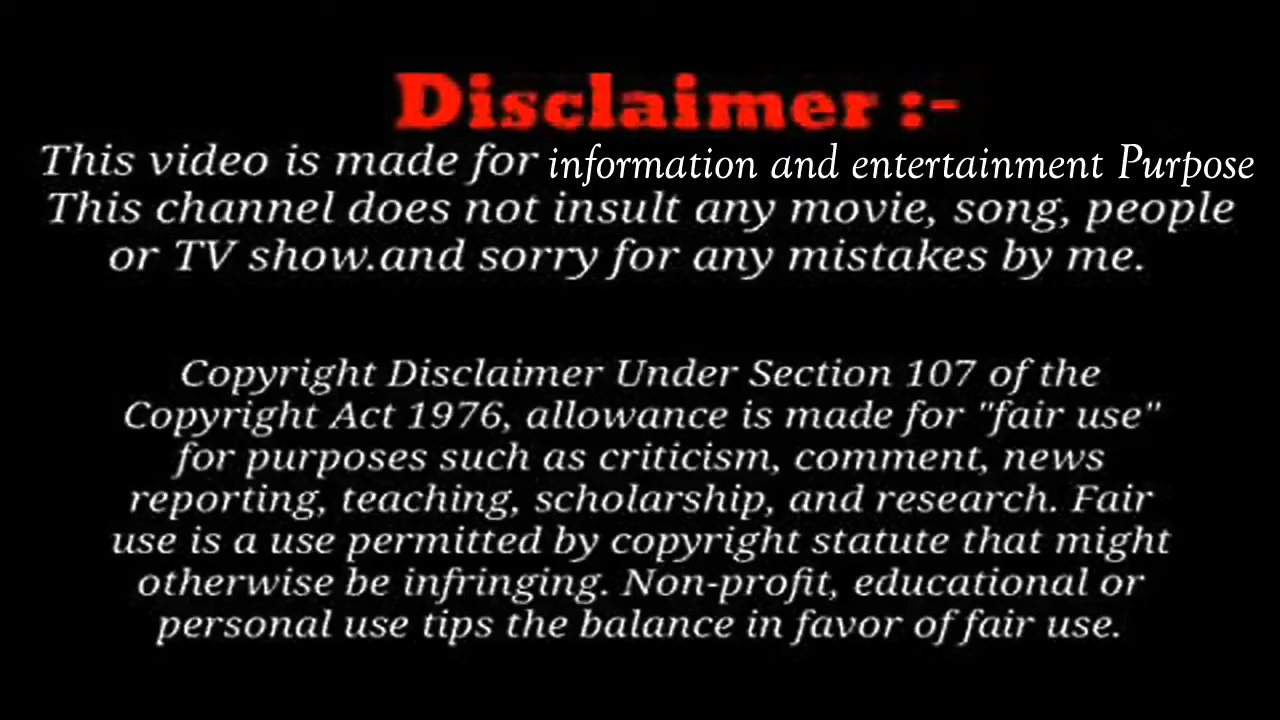 Disclaimer :-
This video is made for information and entertainment Purpose
This channel does not insult any movie, song, people
or TV show.and sorry for any mistakes by me.
Copyright Disclaimer Under Section 107 of the
Copyright Act 1976, allowance is made for "fair use"
for purposes such as criticism, comment, news
reporting, teaching, scholarship, and research. Fair
use is a use permitted by copyright statute that might
otherwise be infringing. Non-profit, educational or
personal use tips the balance in favor of fair use.